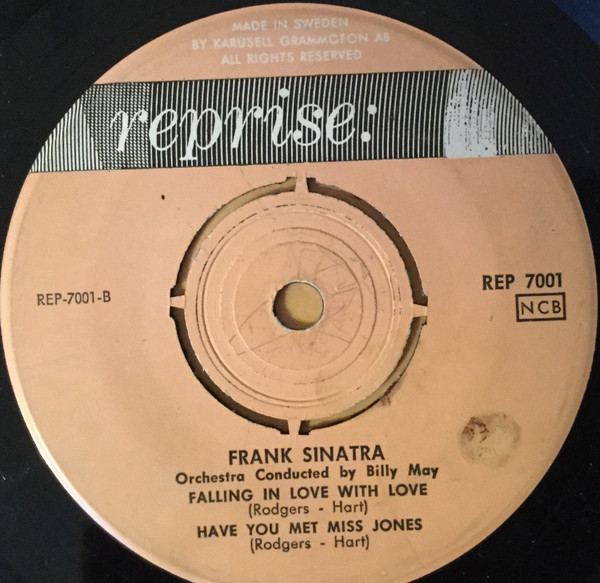 MADE IN SWEDEN
BY KARUSELL GRAMMOFON AB
ALL RIGHTS RESERVED
reprise:
REP-7001-B
REP 7001
NCB
FRANK SINATRA
Orchestra Conducted by Billy May
FALLING IN LOVE WITH LOVE
(Rodgers - Hart)
HAVE YOU MET MISS JONES
(Rodgers - Hart)